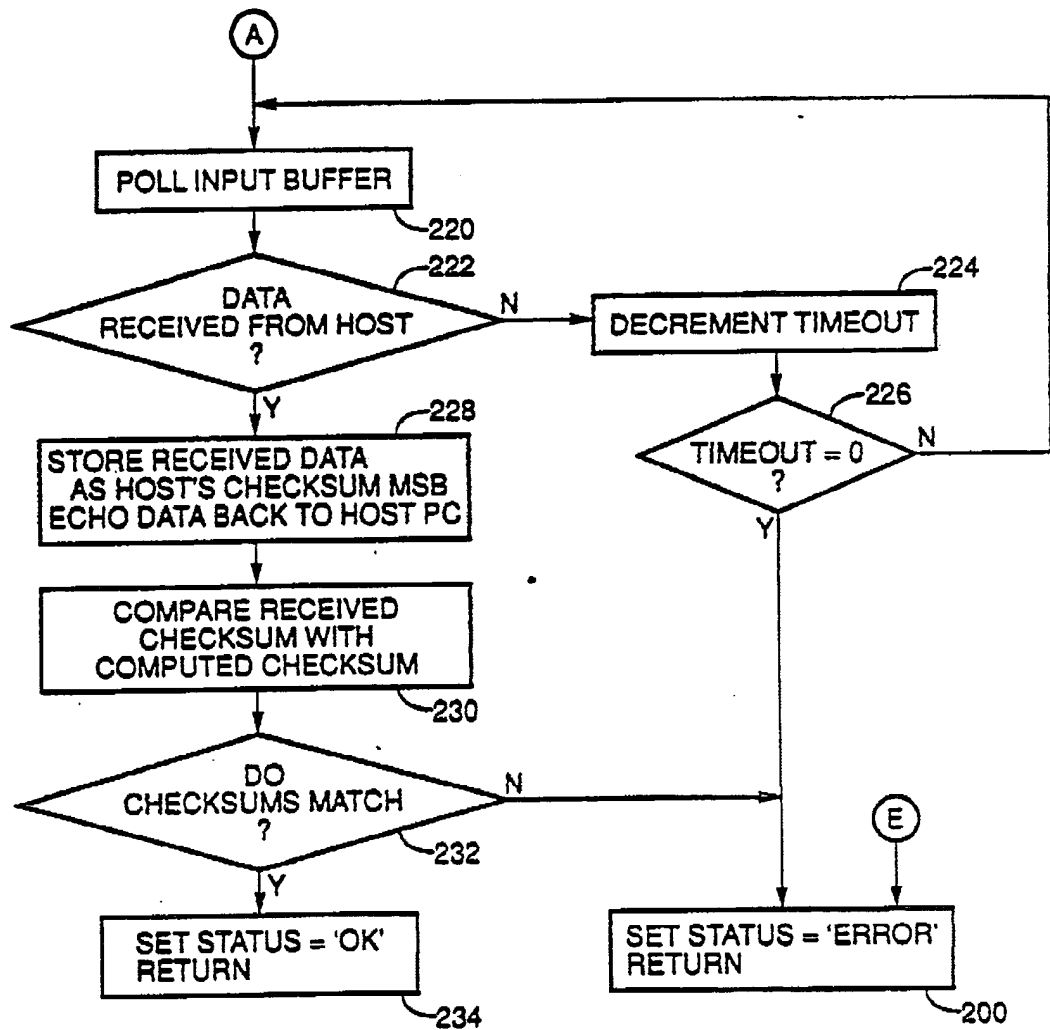 A
POLL INPUT BUFFER
220
222
DATA
RECEIVED FROM HOST
?
N
Y
224
DECREMENT TIMEOUT
226
TIMEOUT = 0
?
N
Y
228
STORE RECEIVED DATA
AS HOST'S CHECKSUM MSB
ECHO DATA BACK TO HOST PC
COMPARE RECEIVED
CHECKSUM WITH
COMPUTED CHECKSUM
230
DO
CHECKSUMS MATCH
?
N
232
Y
E
SET STATUS = 'OK'
RETURN
234
SET STATUS = 'ERROR'
RETURN
200